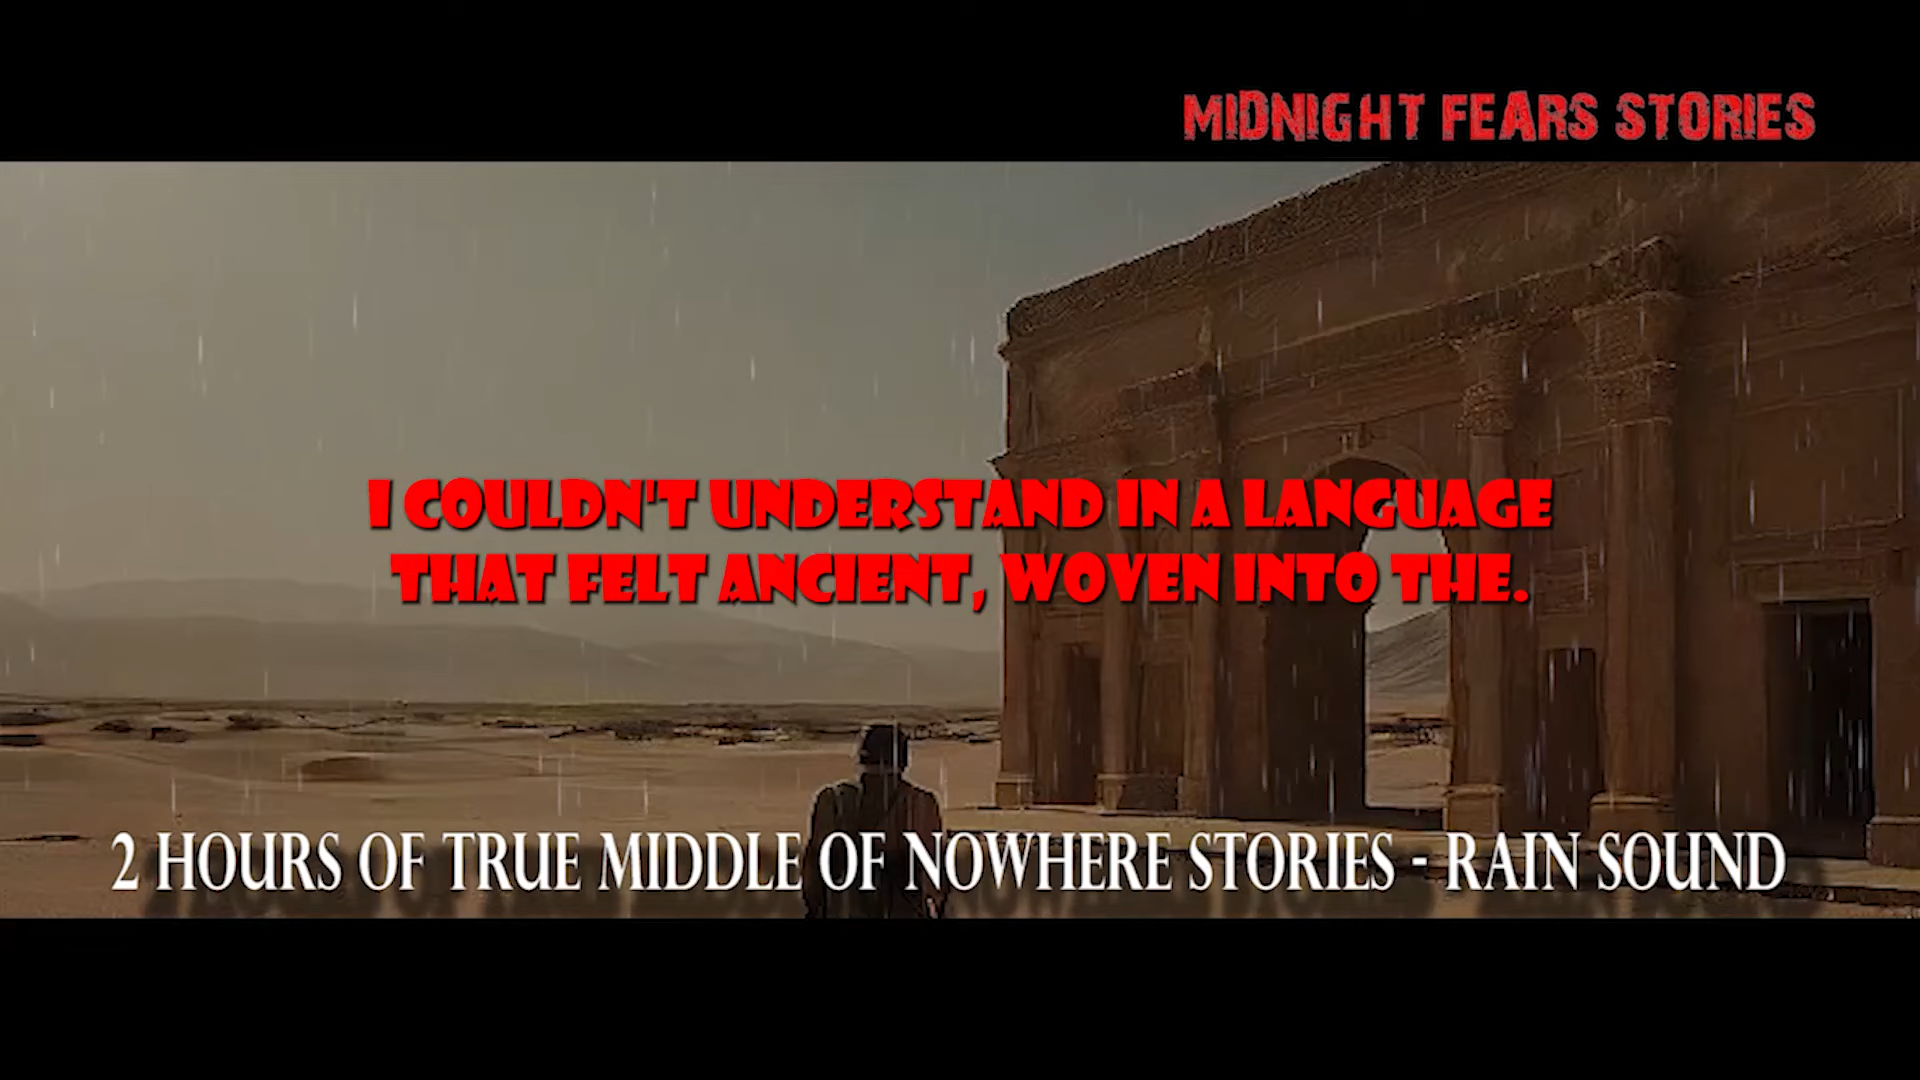 MIDNIGHT FEARS STORIES
I COULDN'T UNDERSTAND IN A LANGUAGE
THAT FELT ANCIENT, WOVEN INTO THE.
2 HOURS OF TRUE MIDDLE OF NOWHERE STORIES - RAIN SOUND